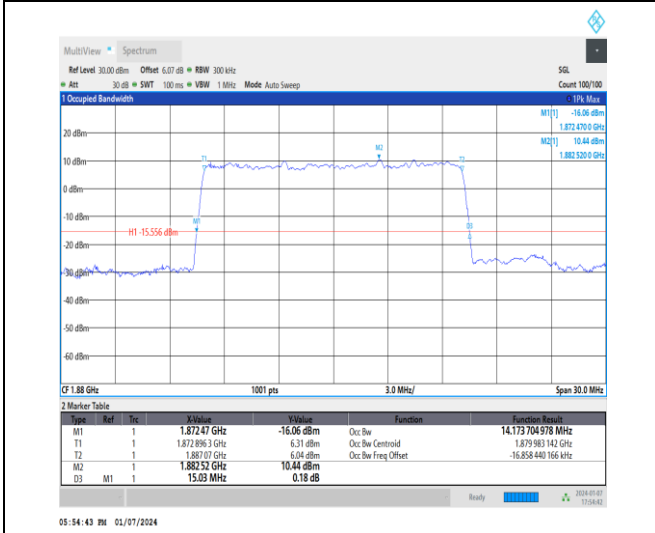 MultiView Spectrum
Ref Level 30.00 dBm Offset 6.07 dB RBW 300 kHz SGL
Att 30 dB SWT 100 ms VBW 1 MHz Mode Auto Sweep Count 100/100
1 Occupied Bandwidth 1Pk Max
M1[1] -16.06 dBm
1.872 470 0 GHz
M2[1] 10.44 dBm
1.882 520 0 GHz
20 dBm
M2
T1 T2
10 dBm
0 dBm
-10 dBm
M1
D3
H1 -15.556 dBm
-20 dBm
-30 dBm
-40 dBm
-50 dBm
-60 dBm
CF 1.88 GHz 1001 pts 3.0 MHz/ Span 30.0 MHz
2 Marker Table
Type Ref Trc X-Value Y-Value Function Function Result
M1 1 1.872 47 GHz -16.06 dBm Occ Bw 14.173 704 978 MHz
T1 1 1.872 896 3 GHz 6.31 dBm Occ Bw Centroid 1.879 983 142 GHz
T2 1 1.887 07 GHz 6.04 dBm Occ Bw Freq Offset -16.858 440 166 kHz
M2 1 1.882 52 GHz 10.44 dBm
D3 M1 1 15.03 MHz 0.18 dB
Ready 2024-01-07
17:54:42
05:54:43 PM 01/07/2024